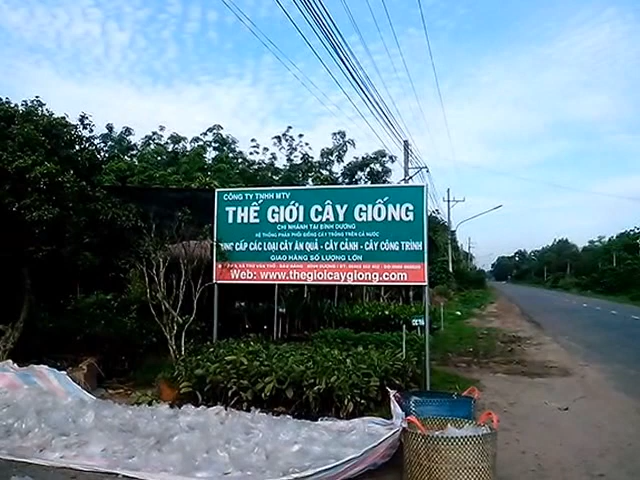 CÔNG TY TNHH MTV
THẾ GIỚI CÂY GIỐNG
CHI NHÁNH TẠI BÌNH DƯƠNG
HỆ THỐNG PHÂN PHỐI GIỐNG CÂY TRỒNG TRÊN CẢ NƯỚC
CUNG CẤP CÁC LOẠI CÂY ĂN QUẢ - CÂY CẢNH - CÂY CÔNG TRÌNH
GIAO HÀNG SỐ LƯỢNG LỚN
Web: www.thegioicaygiong.com